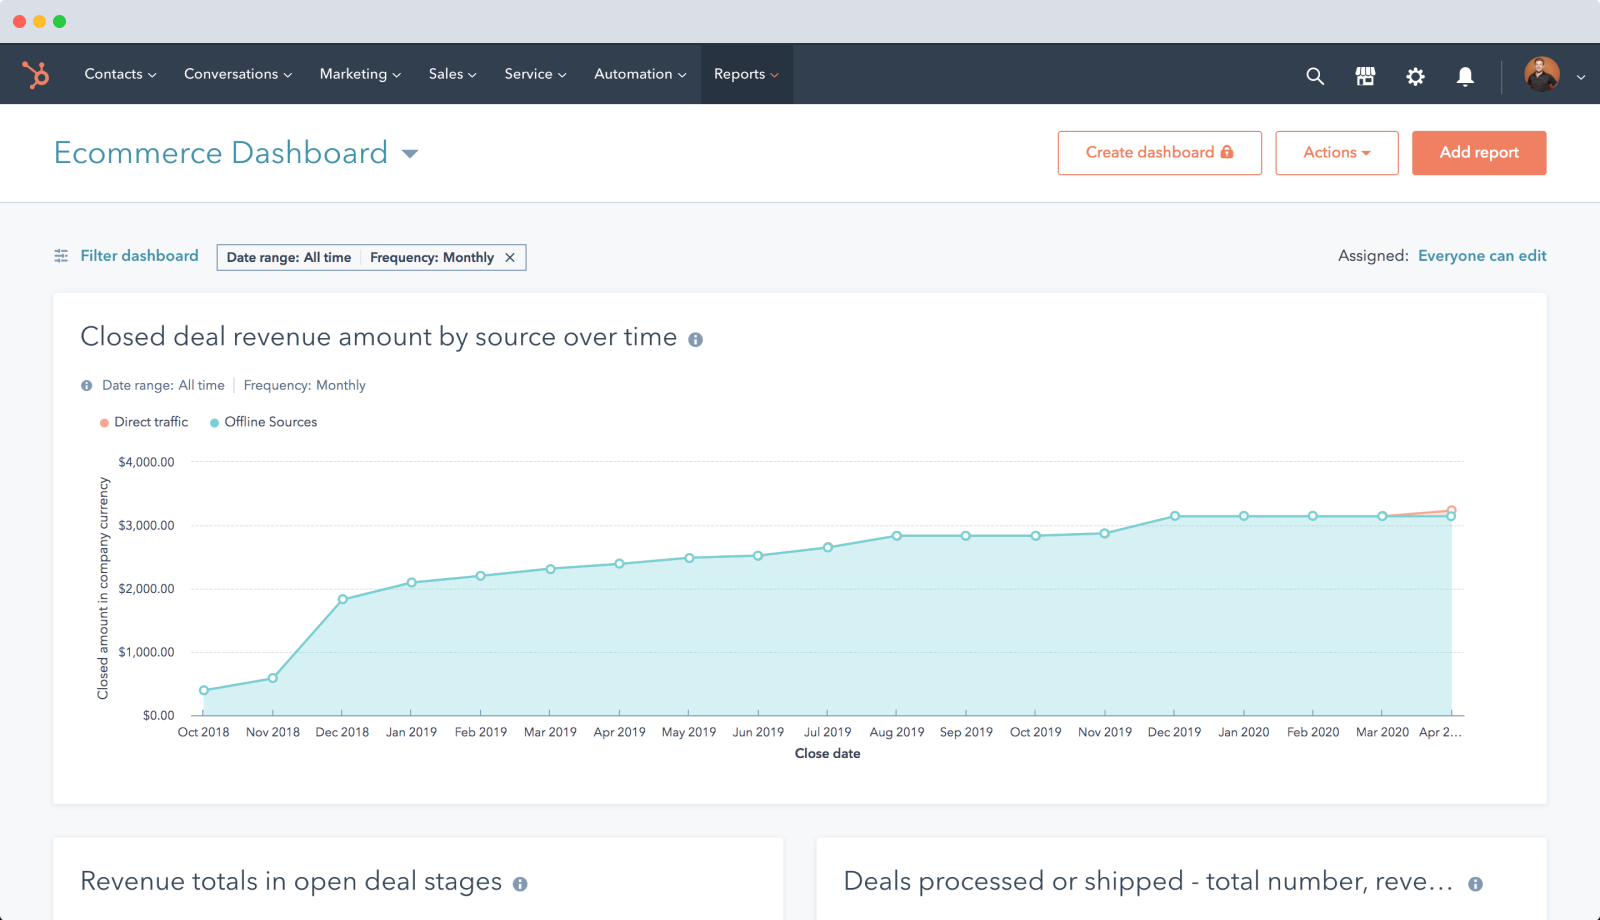 Contacts Conversations Marketing Sales Service Automation Reports
Ecommerce Dashboard
Create dashboard Actions Add report
Filter dashboard Date range: All time Frequency: Monthly Assigned: Everyone can edit
Closed deal revenue amount by source over time
Date range: All time Frequency: Monthly
Direct traffic Offline Sources
Closed amount in company currency
$4,000.00
$3,000.00
$2,000.00
$1,000.00
$0.00
Oct 2018 Nov 2018 Dec 2018 Jan 2019 Feb 2019 Mar 2019 Apr 2019 May 2019 Jun 2019 Jul 2019 Aug 2019 Sep 2019 Oct 2019 Nov 2019 Dec 2019 Jan 2020 Feb 2020 Mar 2020 Apr 2...
Close date
Revenue totals in open deal stages
Deals processed or shipped - total number, reve...